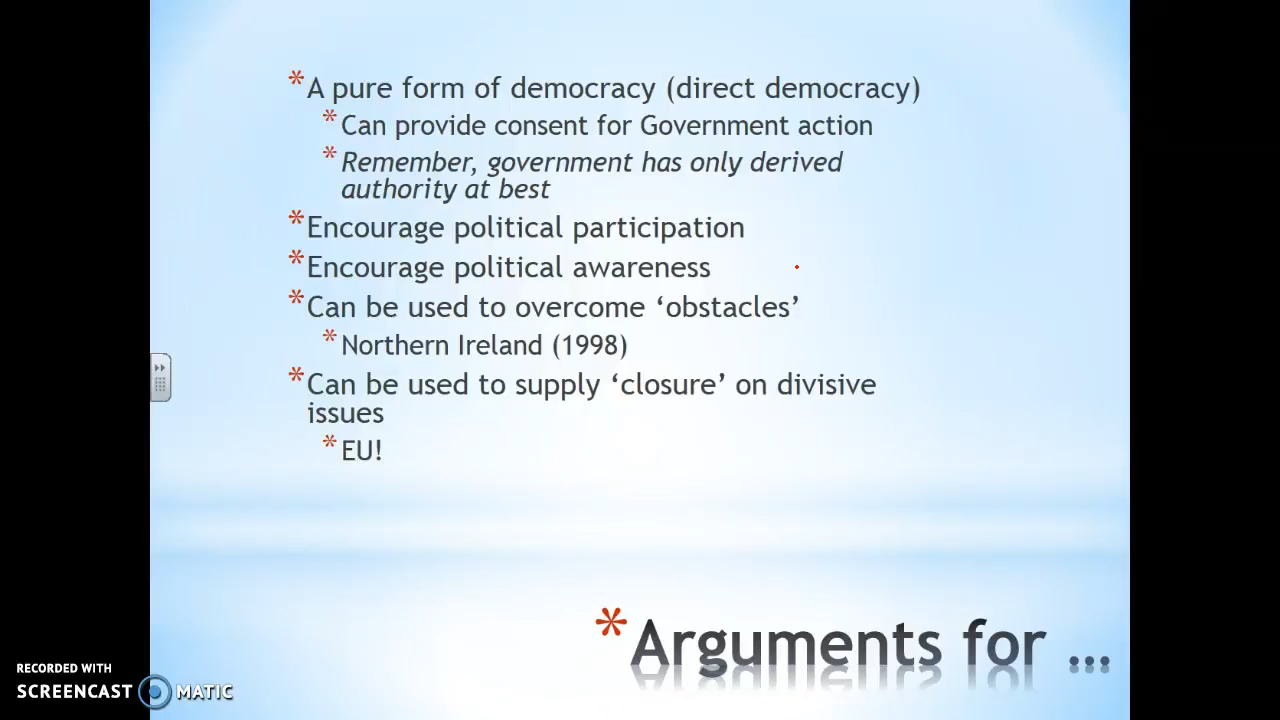 * A pure form of democracy (direct democracy)
* Can provide consent for Government action
* Remember, government has only derived
authority at best
* Encourage political participation
* Encourage political awareness
* Can be used to overcome ‘obstacles’
* Northern Ireland (1998)
* Can be used to supply ‘closure’ on divisive
issues
* EU!
* Arguments for ...
RECORDED WITH
SCREENCAST MATIC